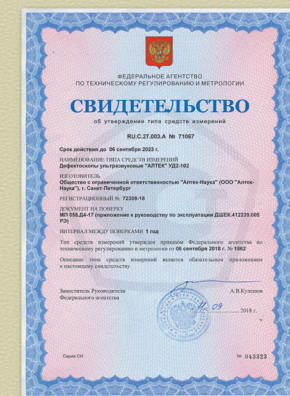 ФЕДЕРАЛЬНОЕ АГЕНТСТВО
ПО ТЕХНИЧЕСКОМУ РЕГУЛИРОВАНИЮ И МЕТРОЛОГИИ
СВИДЕТЕЛЬСТВО
об утверждении типа средств измерений
RU.C.27.003.A № 71067
Срок действия до 06 сентября 2023 г.
НАИМЕНОВАНИЕ ТИПА СРЕДСТВ ИЗМЕРЕНИЙ
Дефектоскопы ультразвуковые "АЛТЕК" УД2-102
ИЗГОТОВИТЕЛЬ
Общество с ограниченной ответственностью "Алтек-Наука" (ООО "Алтек-
Наука"), г. Санкт-Петербург
РЕГИСТРАЦИОННЫЙ № 72308-18
ДОКУМЕНТ НА ПОВЕРКУ
МП 058.Д4-17 (приложение к руководству по эксплуатации ДШЕК.412239.005
РЭ)
ИНТЕРВАЛ МЕЖДУ ПОВЕРКАМИ 1 год
Тип средств измерений утвержден приказом Федерального агентства по
техническому регулированию и метрологии от 06 сентября 2018 г. №
Описание типа средств измерений является обязательным приложением
к настоящему свидетельству.
Заместитель Руководителя
Федерального агентства
А.В.Кулешов
09
2018 г.
Серия СИ
№ 043323